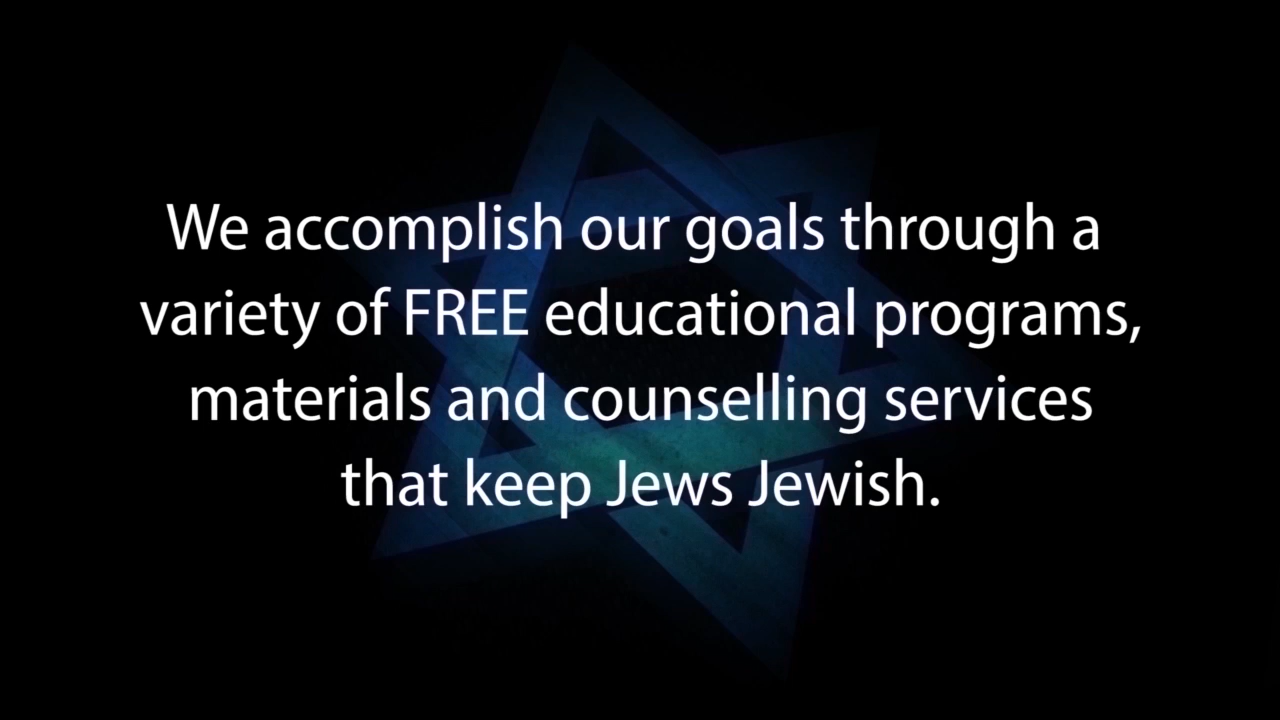 We accomplish our goals through a
variety of FREE educational programs,
materials and counselling services
that keep Jews Jewish.